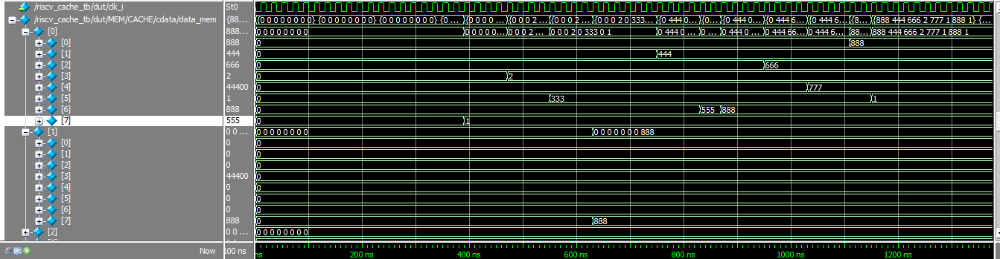 /riscv_cache_tb/dut/clk_i St0
/riscv_cache_tb/dut/MEM/CACHE/cdata/data_mem {88... {0 0 0 0 0 0 0 0} {0 0 0 0 0 0 0 0} {0 ... {0 0 0 ... {0 0 0 2... {0 0 2 ... {0 0 0 2 0 333... {0 444 0 ... {0... {0 444 0... {0 444 6... {0 444 6... {8... {888 444 666 2 777 1 888 1} {...
[0] 888... 0 0 0 0 0 0 0 0 0 0 0 0 0... 0 0 0 2 ... 0 0 0 2 0 333 0 1 0 444 0 ... 0 ... 0 444 0 ... 0 444 66... 0 444 6... 88... 888 444 666 2 777 1 888 1
[0] 888 0 888
[1] 444 0 444
[2] 666 0 666
[3] 2 0 2
[4] 44400 0 777
[5] 1 0 333 1
[6] 888 0 555 888
[7] 555 0 1
[1] 0 0 ... 0 0 0 0 0 0 0 0 0 0 0 0 0 0 0 888
[0] 0 0
[1] 0 0
[2] 0 0
[3] 44400 0
[4] 0 0
[5] 0 0
[6] 0 0
[7] 888 0 888
[2] 0 0 ... 0 0 0 0 0 0 0 0
Now 100 ns ns 200 ns 400 ns 600 ns 800 ns 1000 ns 1200 ns